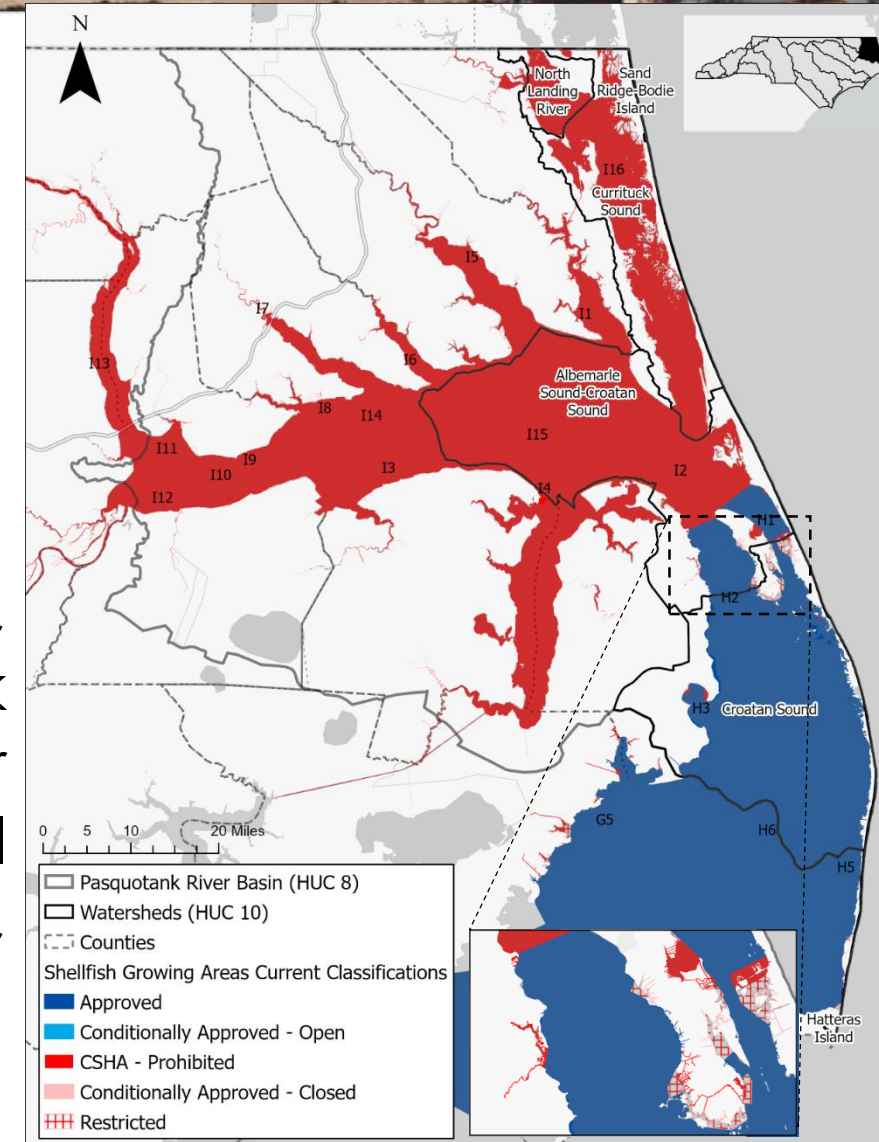 N
North
Landing
River
Sand
Ridge-Bodie
Island
I16
Currituck
Sound
I5
I1
I7
I6
I13
Albemarle
Sound-Croatan
Sound
I8
I14
I15
I11
I9
I10
I3
I2
I12
I4
H1
H2
H3
Croatan Sound
G5
H6
H5
0 5 10 20 Miles
Pasquotank River Basin (HUC 8)
Watersheds (HUC 10)
Counties
Shellfish Growing Areas Current Classifications
Approved
Conditionally Approved - Open
CSHA - Prohibited
Conditionally Approved - Closed
Restricted
Hatteras
Island